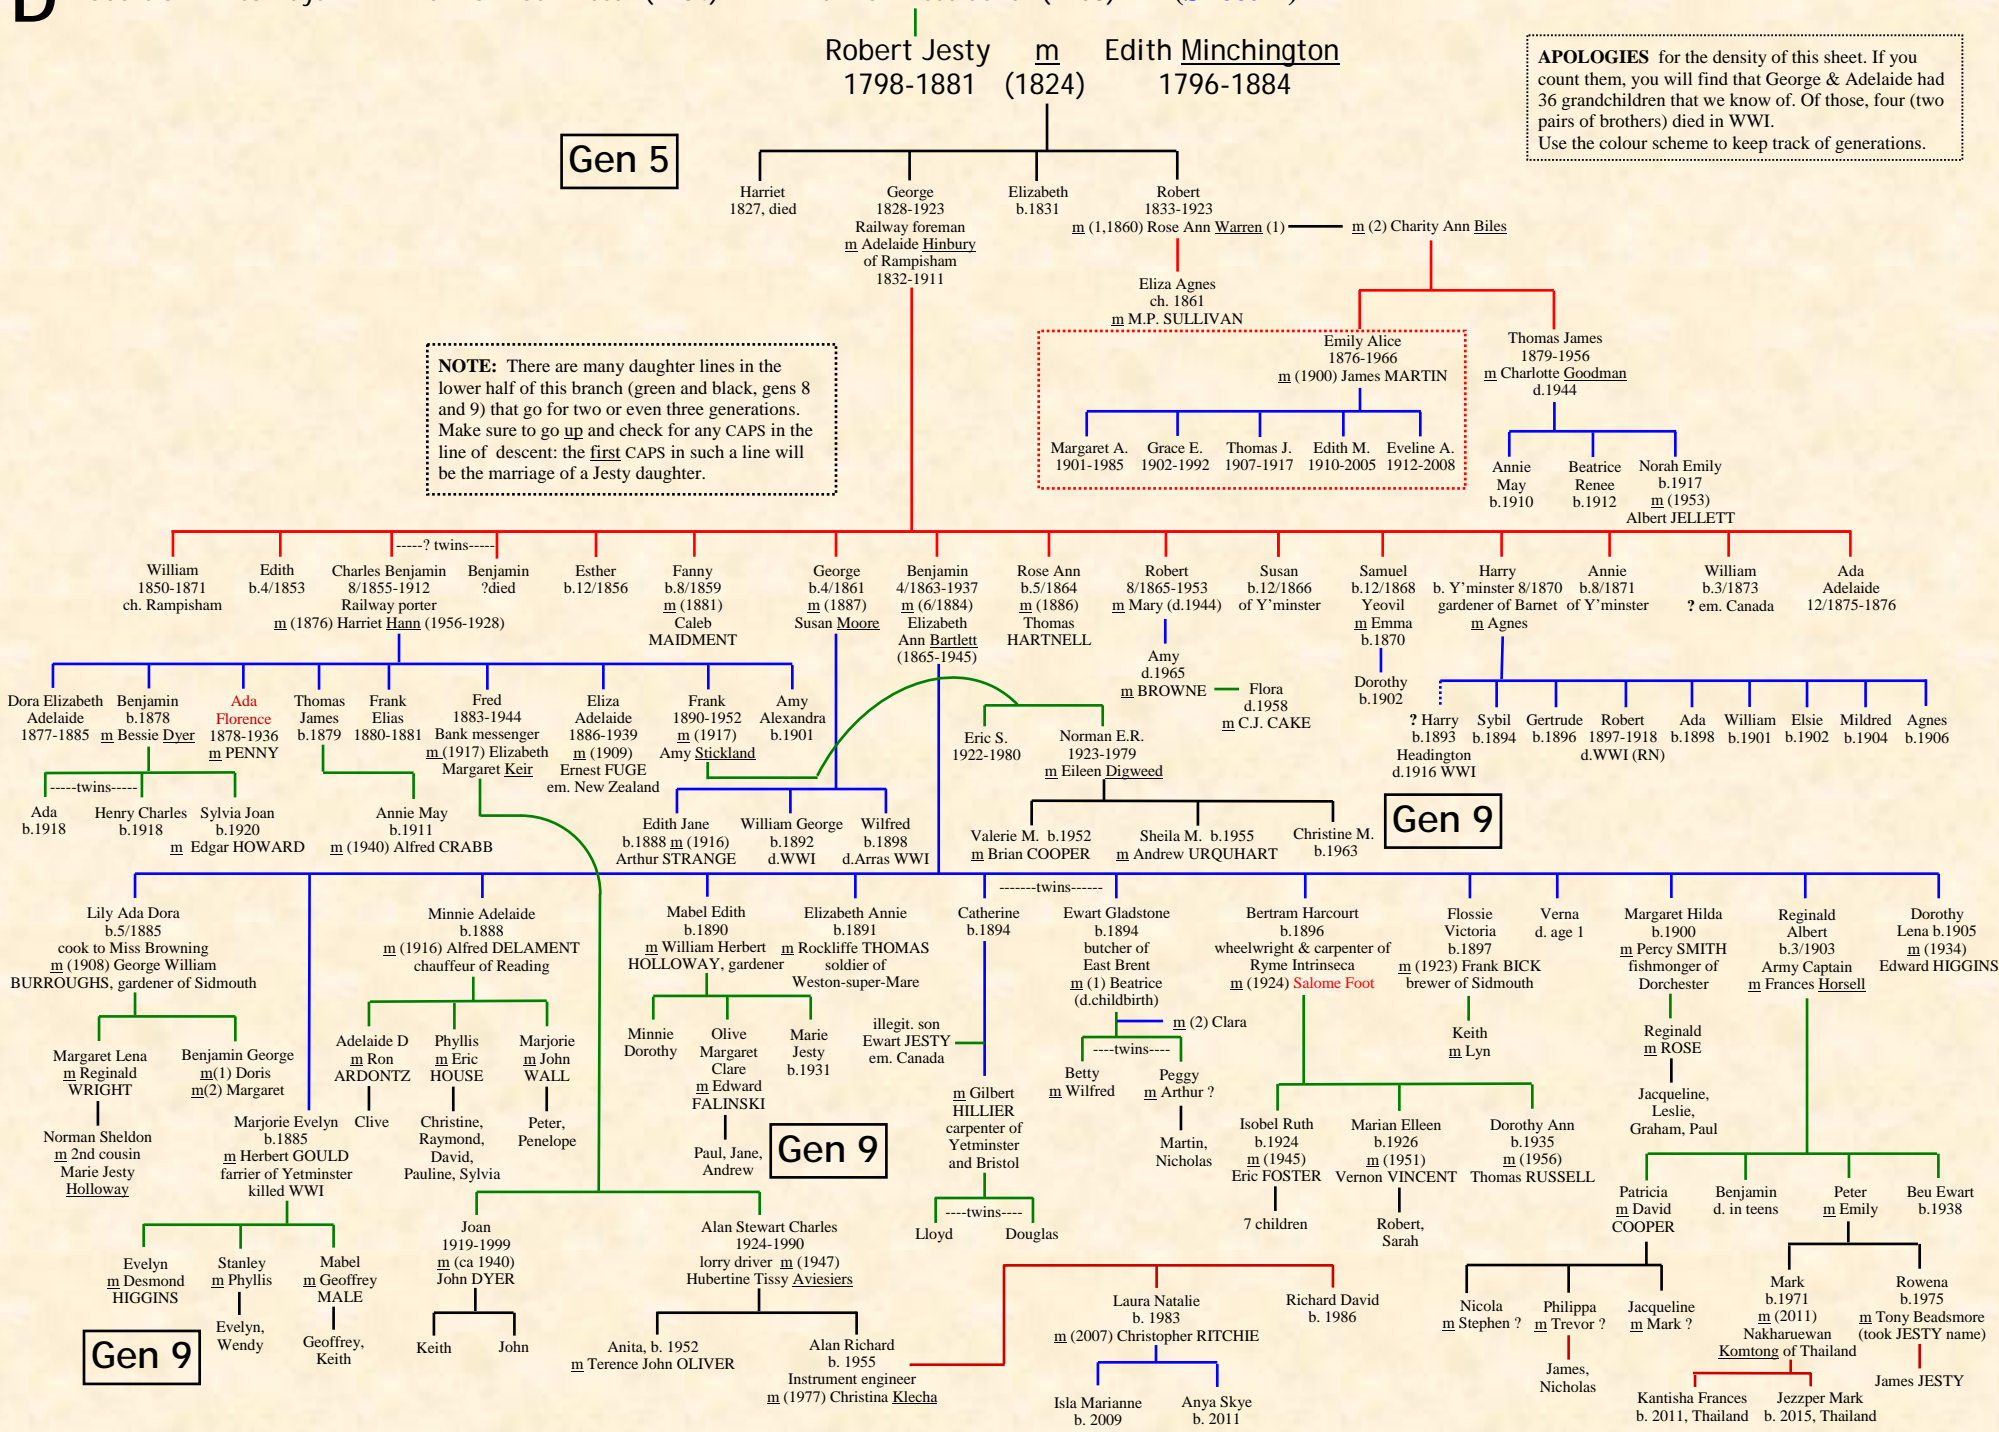 Robert Jesty m Edith Minchington
1798-1881 (1824) 1796-1884
APOLOGIES for the density of this sheet. If you
count them, you will find that George & Adelaide had
36 grandchildren that we know of. Of those, four (two
pairs of brothers) died in WWI.
Use the colour scheme to keep track of generations.
Gen 5
Harriet
1827, died
George
1828-1923
Railway foreman
m Adelaide Hinbury
of Rampisham
1832-1911
Elizabeth
b.1831
Robert
1833-1923
m (1,1860) Rose Ann Warren (1)
m (2) Charity Ann Biles
Eliza Agnes
ch. 1861
m M.P. SULLIVAN
Emily Alice
1876-1966
m (1900) James MARTIN
Thomas James
1879-1956
m Charlotte Goodman
d.1944
NOTE: There are many daughter lines in the
lower half of this branch (green and black, gens 8
and 9) that go for two or even three generations.
Make sure to go up and check for any CAPS in the
line of descent: the first CAPS in such a line will
be the marriage of a Jesty daughter.
Margaret A.
1901-1985
Grace E.
1902-1992
Thomas J.
1907-1917
Edith M.
1910-2005
Eveline A.
1912-2008
Annie
May
b.1910
Beatrice
Renee
b.1912
Norah Emily
b.1917
m (1953)
Albert JELLETT
-----? twins-----
William
1850-1871
ch. Rampisham
Edith
b.4/1853
Charles Benjamin
8/1855-1912
Railway porter
m (1876) Harriet Hann (1956-1928)
Benjamin
?died
Esther
b.12/1856
Fanny
b.8/1859
m (1881)
Caleb
MAIDMENT
George
b.4/1861
m (1887)
Susan Moore
Benjamin
4/1863-1937
m (6/1884)
Elizabeth
Ann Bartlett
(1865-1945)
Rose Ann
b.5/1864
m (1886)
Thomas
HARTNELL
Robert
8/1865-1953
m Mary (d.1944)
Susan
b.12/1866
of Y'minster
Samuel
b.12/1868
Yeovil
m Emma
b.1870
Harry
b. Y'minster 8/1870
gardener of Barnet
m Agnes
Annie
b.8/1871
of Y'minster
William
b.3/1873
? em. Canada
Ada
Adelaide
12/1875-1876
Amy
d.1965
m BROWNE
Flora
d.1958
m C.J. CAKE
Dorothy
b.1902
Dora Elizabeth
Adelaide
1877-1885
Benjamin
b.1878
m Bessie Dyer
Ada
Florence
1878-1936
m PENNY
Thomas
James
b.1879
Frank
Elias
1880-1881
Fred
1883-1944
Bank messenger
m (1917) Elizabeth
Margaret Keir
Eliza
Adelaide
1886-1939
m (1909)
Ernest FUGE
em. New Zealand
Frank
1890-1952
m (1917)
Amy Stickland
Amy
Alexandra
b.1901
Eric S.
1922-1980
Norman E.R.
1923-1979
m Eileen Digweed
? Harry
b.1893
Headington
d.1916 WWI
Sybil
b.1894
Gertrude
b.1896
Robert
1897-1918
d.WWI (RN)
Ada
b.1898
William
b.1901
Elsie
b.1902
Mildred
b.1904
Agnes
b.1906
-----twins-----
Ada
b.1918
Henry Charles
b.1918
Sylvia Joan
b.1920
m Edgar HOWARD
Annie May
b.1911
m (1940) Alfred CRABB
Edith Jane
b.1888 m (1916)
Arthur STRANGE
William George
b.1892
d.WWI
Wilfred
b.1898
d.Arras WWI
Valerie M. b.1952
m Brian COOPER
Sheila M. b.1955
m Andrew URQUHART
Christine M.
b.1963
Gen 9
-------twins------
Lily Ada Dora
b.5/1885
cook to Miss Browning
m (1908) George William
BURROUGHS, gardener of Sidmouth
Minnie Adelaide
b.1888
m (1916) Alfred DELAMENT
chauffeur of Reading
Mabel Edith
b.1890
m William Herbert
HOLLOWAY, gardener
Elizabeth Annie
b.1891
m Rockliffe THOMAS
soldier of
Weston-super-Mare
Catherine
b.1894
Ewart Gladstone
b.1894
butcher of
East Brent
m (1) Beatrice
(d.childbirth)
m (2) Clara
Bertram Harcourt
b.1896
wheelwright & carpenter of
Ryme Intrinseca
m (1924) Salome Foot
Flossie
Victoria
b.1897
m (1923) Frank BICK
brewer of Sidmouth
Verna
d. age 1
Margaret Hilda
b.1900
m Percy SMITH
fishmonger of
Dorchester
Reginald
Albert
b.3/1903
Army Captain
m Frances Horsell
Dorothy
Lena b.1905
m (1934)
Edward HIGGINS
Margaret Lena
m Reginald
WRIGHT
Benjamin George
m(1) Doris
m(2) Margaret
Adelaide D
m Ron
ARDONTZ
Phyllis
m Eric
HOUSE
Marjorie
m John
WALL
Minnie
Dorothy
Olive
Margaret
Clare
m Edward
FALINSKI
Marie
Jesty
b.1931
illegit. son
Ewart JESTY
em. Canada
m Gilbert
HILLIER
carpenter of
Yetminster
and Bristol
----twins----
Betty
m Wilfred
Peggy
m Arthur ?
Keith
m Lyn
Reginald
m ROSE
Jacqueline,
Leslie,
Graham, Paul
Norman Sheldon
m 2nd cousin
Marie Jesty
Holloway
Marjorie Evelyn
b.1885
m Herbert GOULD
farrier of Yetminster
killed WWI
Clive
Christine,
Raymond,
David,
Pauline, Sylvia
Peter,
Penelope
Paul, Jane,
Andrew
Gen 9
Martin,
Nicholas
Isobel Ruth
b.1924
m (1945)
Eric FOSTER
Marian Elleen
b.1926
m (1951)
Vernon VINCENT
Dorothy Ann
b.1935
m (1956)
Thomas RUSSELL
7 children
Robert,
Sarah
Patricia
m David
COOPER
Benjamin
d. in teens
Peter
m Emily
Beu Ewart
b.1938
----twins----
Lloyd
Douglas
Evelyn
m Desmond
HIGGINS
Stanley
m Phyllis
Mabel
m Geoffrey
MALE
Joan
1919-1999
m (ca 1940)
John DYER
Alan Stewart Charles
1924-1990
lorry driver m (1947)
Hubertine Tissy Aviesiers
Gen 9
Evelyn,
Wendy
Geoffrey,
Keith
Keith
John
Anita, b. 1952
m Terence John OLIVER
Alan Richard
b. 1955
Instrument engineer
m (1977) Christina Klecha
Laura Natalie
b. 1983
m (2007) Christopher RITCHIE
Richard David
b. 1986
Isla Marianne
b. 2009
Anya Skye
b. 2011
Nicola
m Stephen ?
Philippa
m Trevor ?
Jacqueline
m Mark ?
James,
Nicholas
Mark
b.1971
m (2011)
Nakharuewan
Komtong of Thailand
Rowena
b.1975
m Tony Beadsmore
(took JESTY name)
James JESTY
Kantisha Frances
b. 2011, Thailand
Jezzper Mark
b. 2015, Thailand